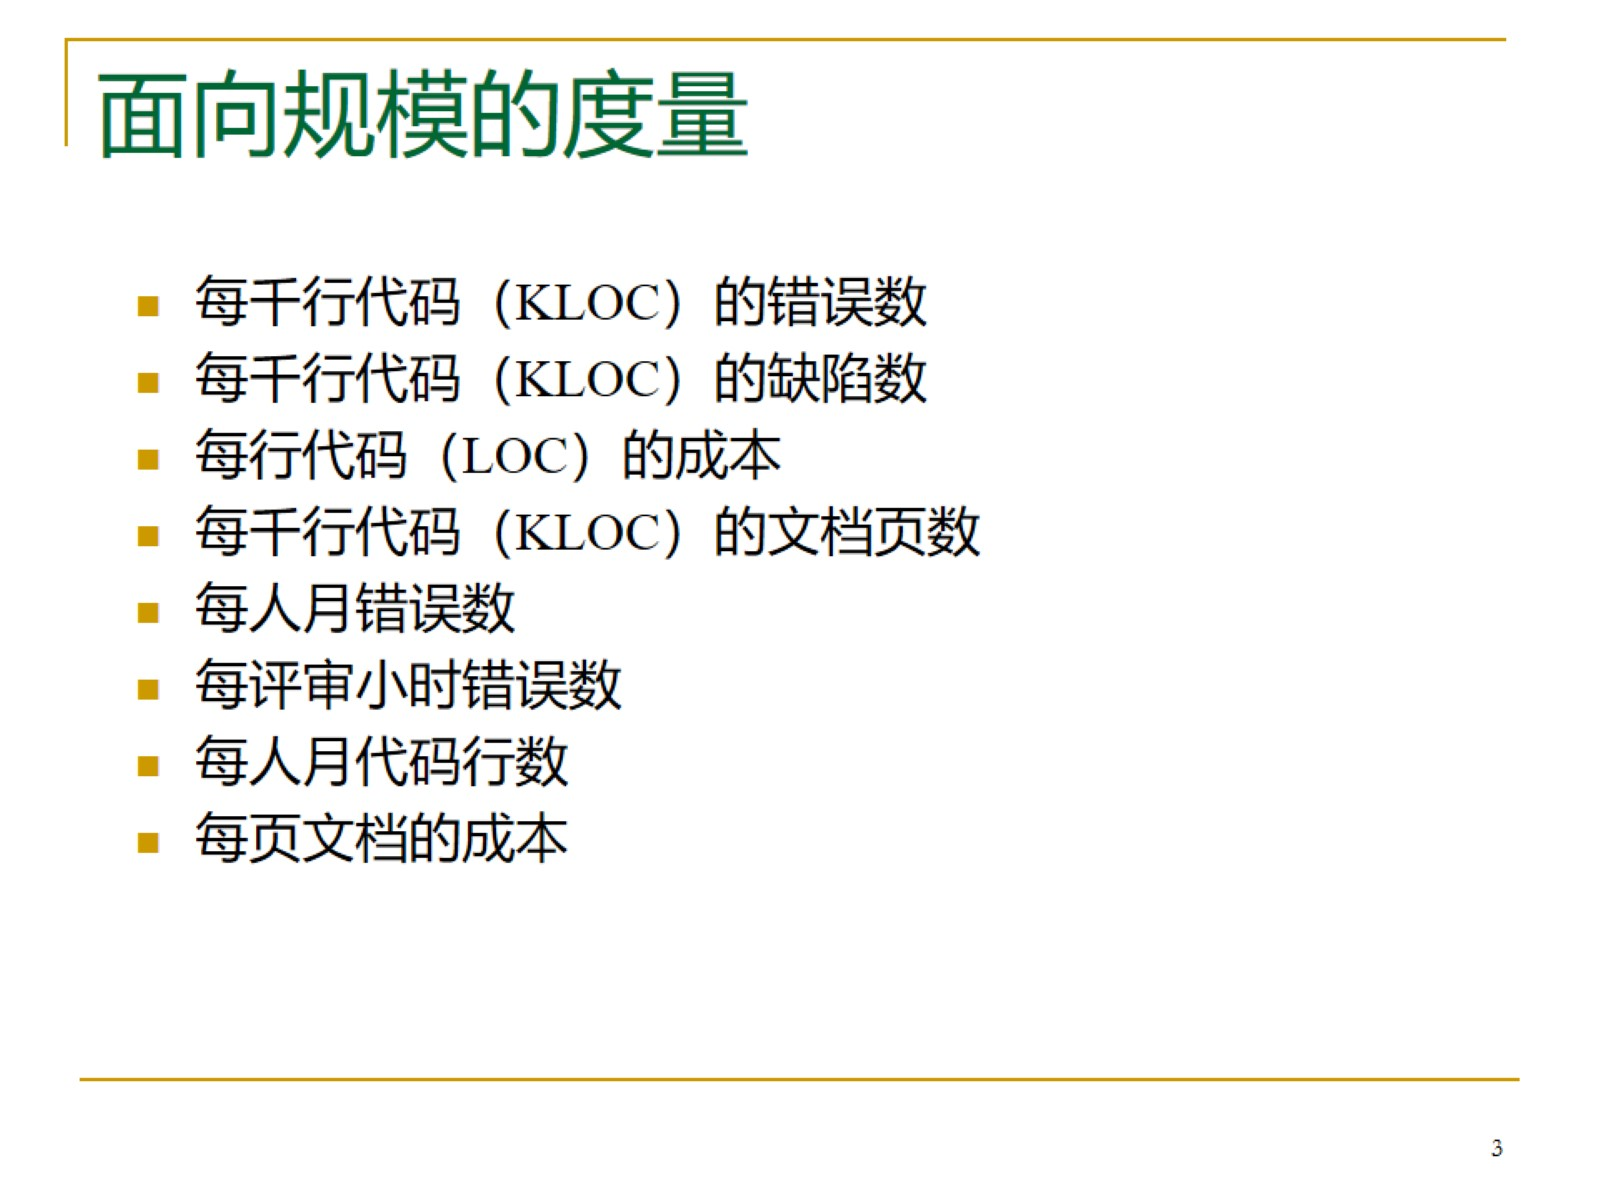 面向规模的度量
每千行代码（KLOC）的错误数
每千行代码（KLOC）的缺陷数
每行代码（LOC）的成本
每千行代码（KLOC）的文档页数
每人月错误数
每评审小时错误数
每人月代码行数
每页文档的成本
3